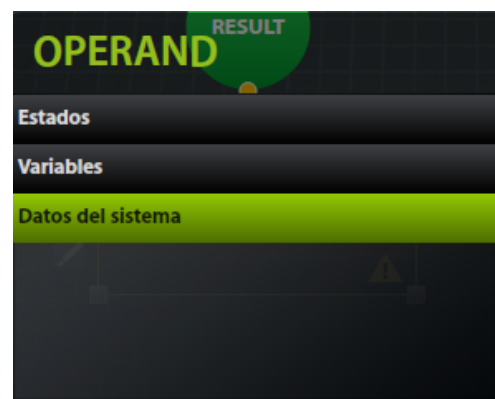 RESULT
OPERAND
Estados
Variables
Datos del sistema